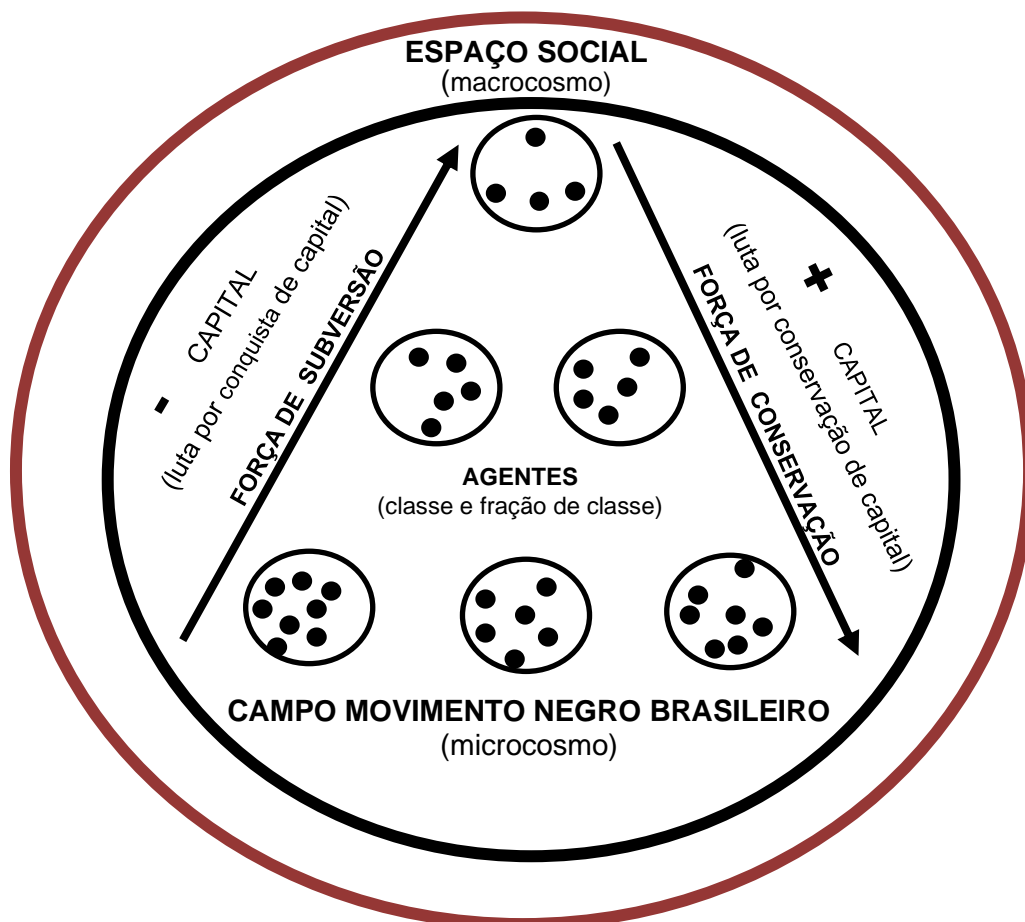 ESPAÇO SOCIAL
(macrocosmo)
- CAPITAL
(luta por conquista de capital)
FORÇA DE SUBVERSÃO
+ CAPITAL
(luta por conservação de capital)
FORÇA DE CONSERVAÇÃO
AGENTES
(classe e fração de classe)
CAMPO MOVIMENTO NEGRO BRASILEIRO
(microcosmo)